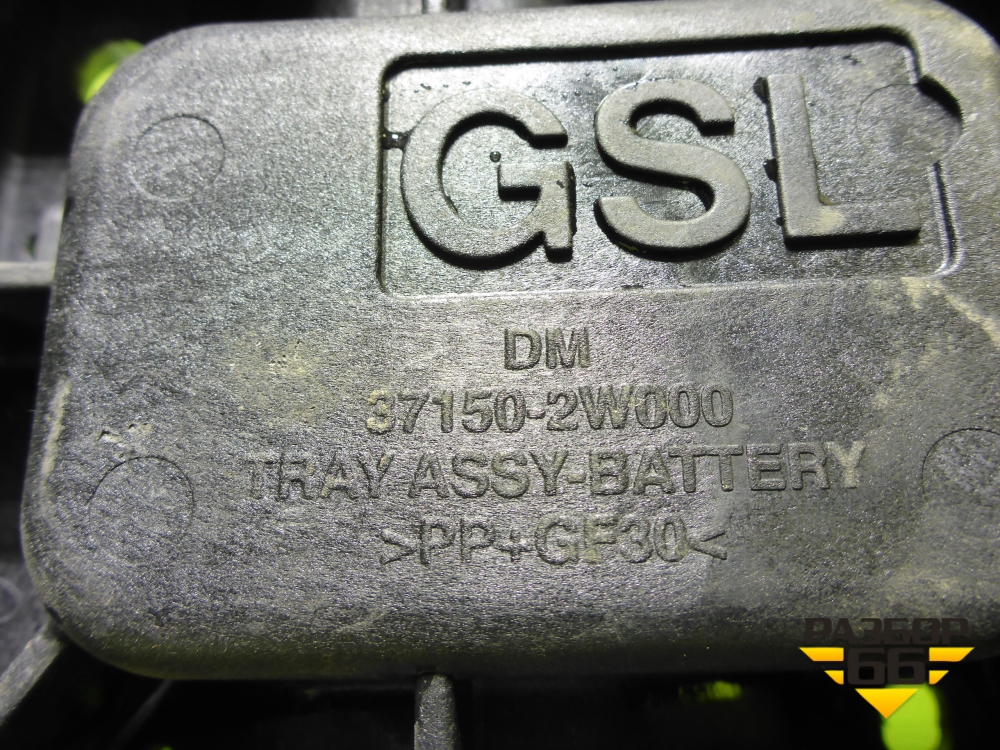 GSL
DM
37150-2W000
TRAY ASSY-BATTERY
>PP+GF30<
РАЗБОР
66